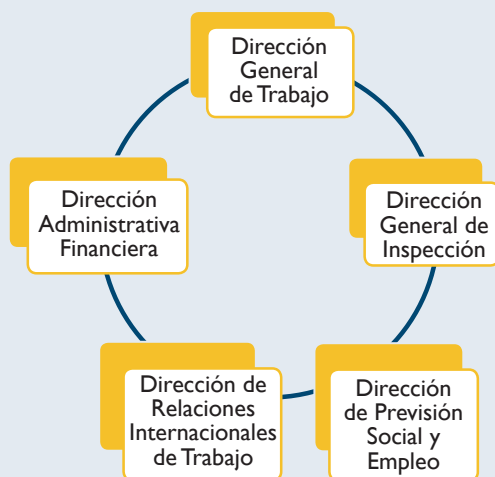 Dirección
General
de Trabajo
Dirección
General de
Inspección
Dirección
de Previsión
Social y
Empleo
Dirección de
Relaciones
Internacionales
de Trabajo
Dirección
Administrativa
Financiera